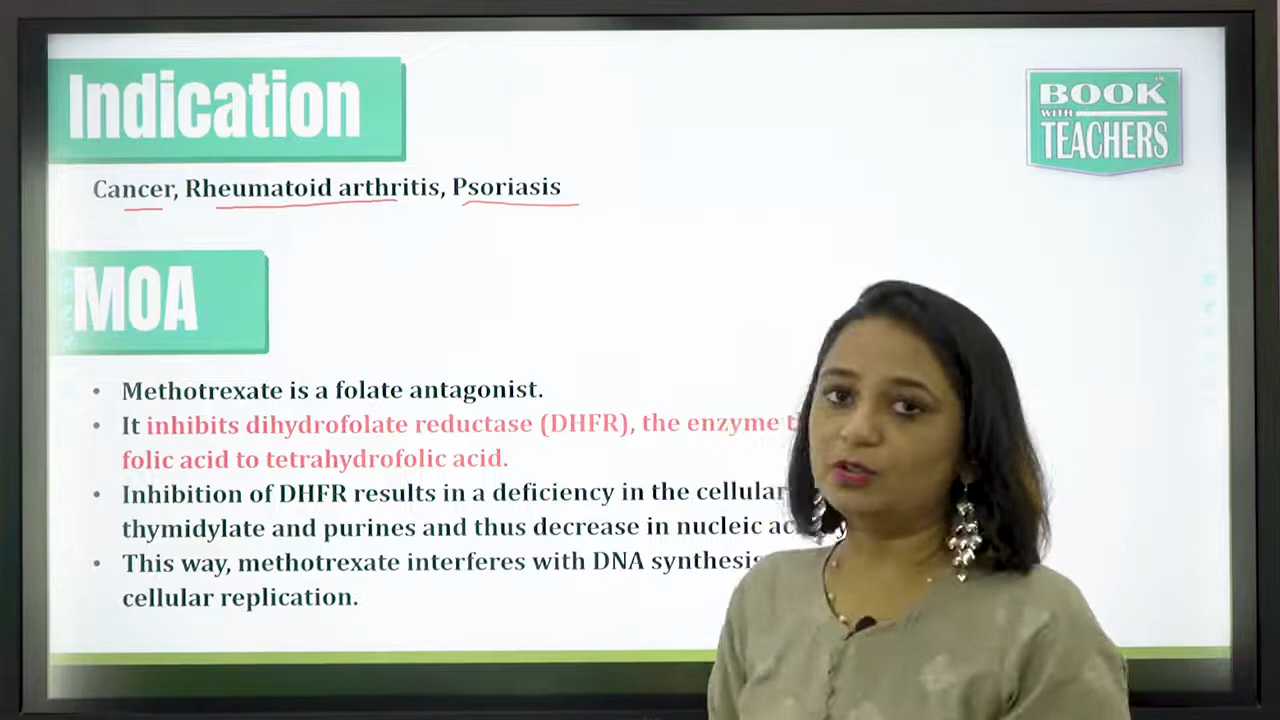 Indication
BOOK
WITH
TEACHERS
™
Cancer, Rheumatoid arthritis, Psoriasis
MOA
• Methotrexate is a folate antagonist.
• It inhibits dihydrofolate reductase (DHFR), the enzyme
folic acid to tetrahydrofolic acid.
• Inhibition of DHFR results in a deficiency in the cellular
thymidylate and purines and thus decrease in nucleic
• This way, methotrexate interferes with DNA synthesis
cellular replication.